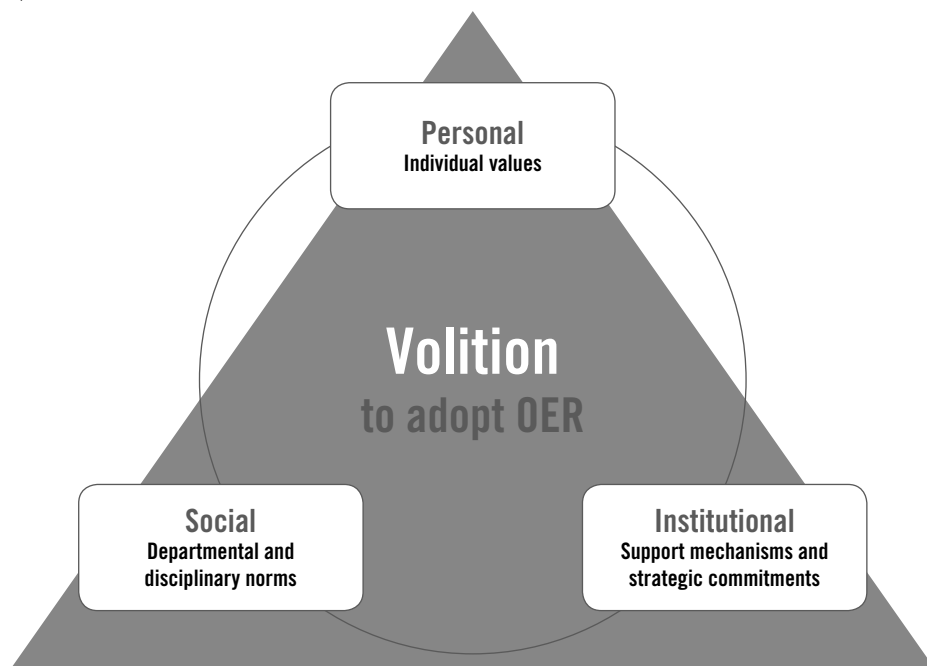 Personal
Individual values
Volition
to adopt OER
Social
Departmental and
disciplinary norms
Institutional
Support mechanisms and
strategic commitments